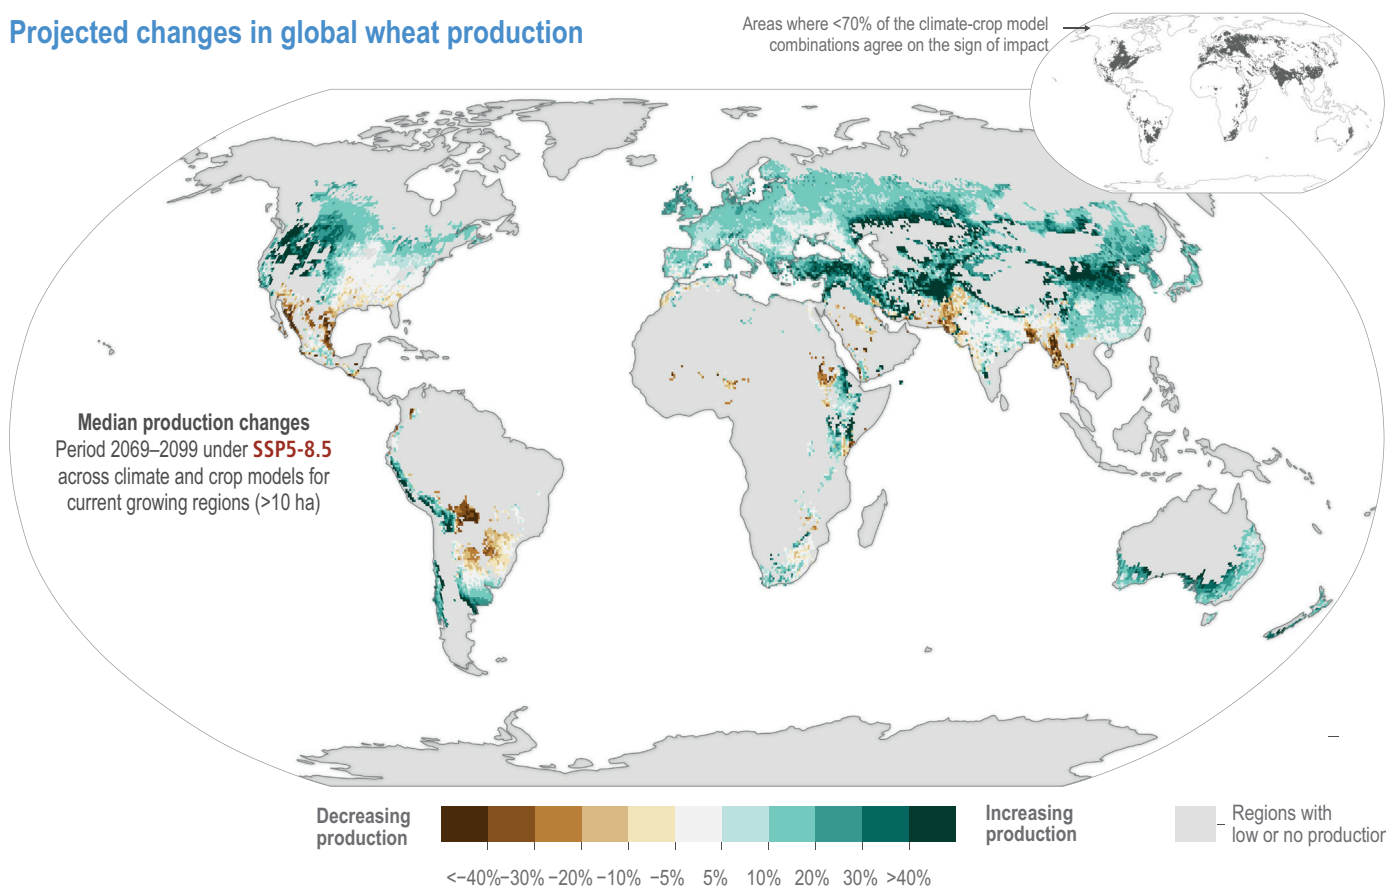 Projected changes in global wheat production
Areas where <70% of the climate-crop model
combinations agree on the sign of impact
Median production changes
Period 2069–2099 under SSP5-8.5
across climate and crop models for
current growing regions (>10 ha)
Decreasing
production
Increasing
production
Regions with
low or no production
<−40% −30% −20% −10% −5% 5% 10% 20% 30% >40%